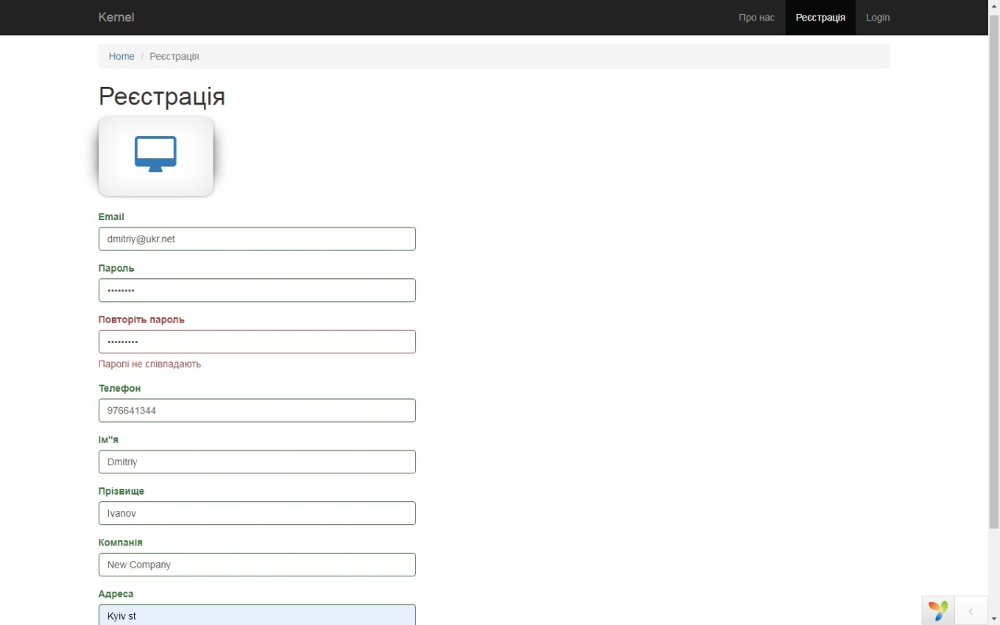 Kernel
Про нас
Реєстрація
Login
Home / Реєстрація
Реєстрація
Email
dmitriy@ukr.net
Пароль
••••••••
Повторіть пароль
•••••••••
Паролі не співпадають
Телефон
976641344
Ім"я
Dmitriy
Прізвище
Ivanov
Компанія
New Company
Адреса
Kyiv st